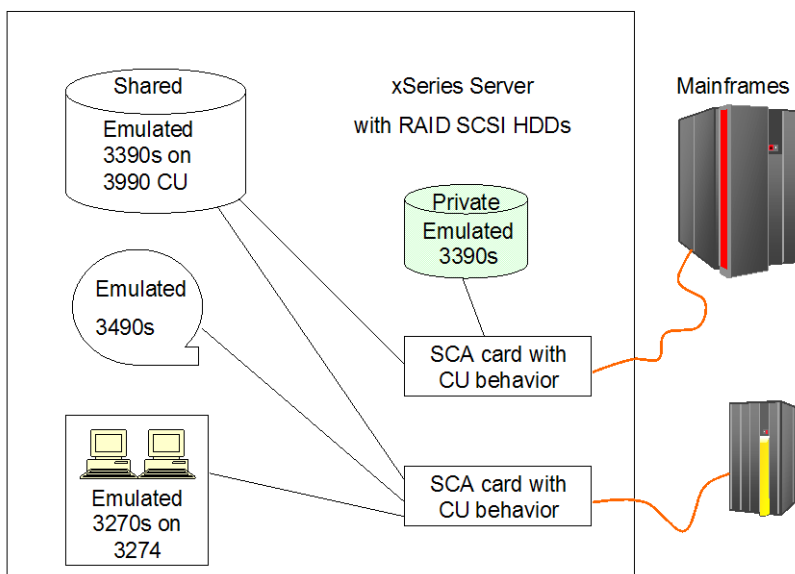 Shared
Emulated
3390s on
3990 CU
xSeries Server
with RAID SCSI HDDs
Mainframes
Private
Emulated
3390s
Emulated
3490s
SCA card with
CU behavior
Emulated
3270s on
3274
SCA card with
CU behavior